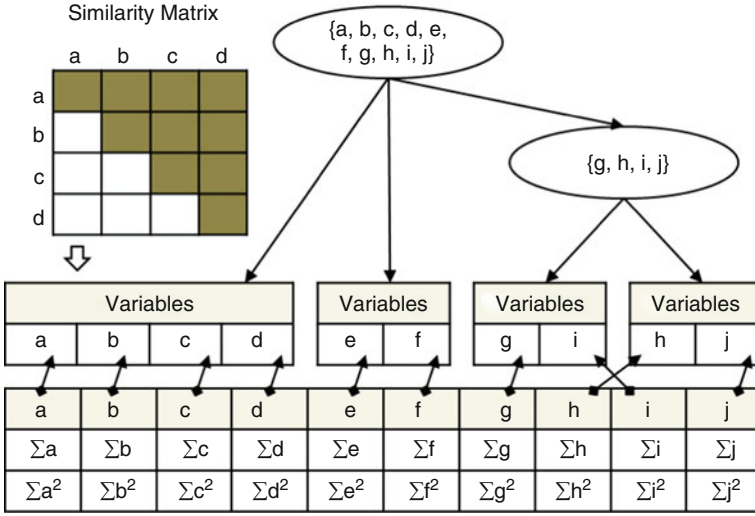 Similarity Matrix
a b c d
a
b
c
d
{a, b, c, d, e,
f, g, h, i, j}
{g, h, i, j}
Variables Variables Variables Variables
a b c d e f g i h j
a b c d e f g h i j
∑a ∑b ∑c ∑d ∑e ∑f ∑g ∑h ∑i ∑j
∑a² ∑b² ∑c² ∑d² ∑e² ∑f² ∑g² ∑h² ∑i² ∑j²